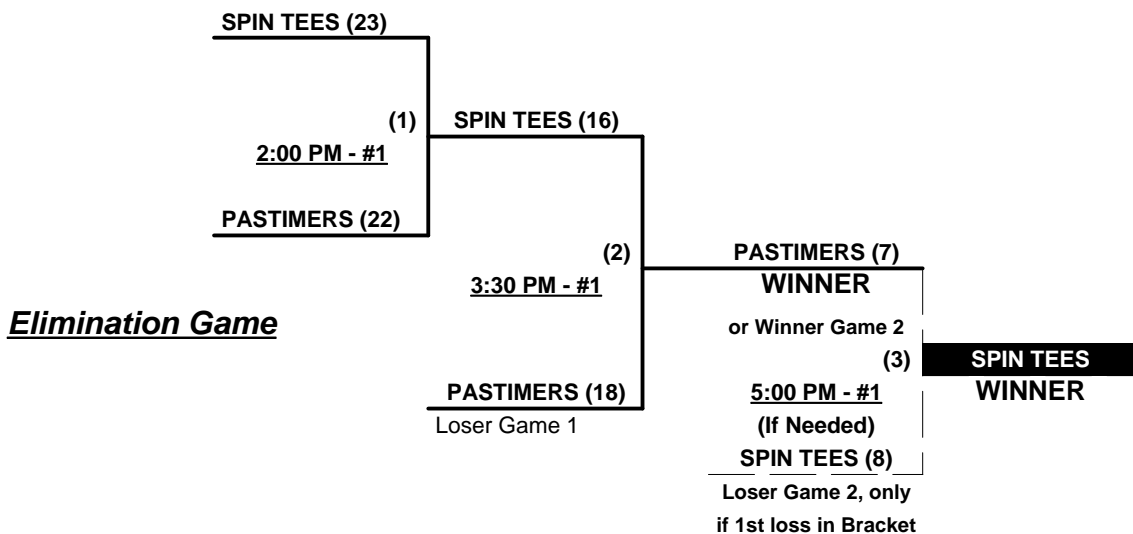 SPIN TEES (23)
(1)
SPIN TEES (16)
2:00 PM - #1
PASTIMERS (22)
(2)
PASTIMERS (7)
3:30 PM - #1
WINNER
Elimination Game
or Winner Game 2
(3)
SPIN TEES
PASTIMERS (18)
5:00 PM - #1
WINNER
Loser Game 1
(If Needed)
SPIN TEES (8)
Loser Game 2, only
if 1st loss in Bracket